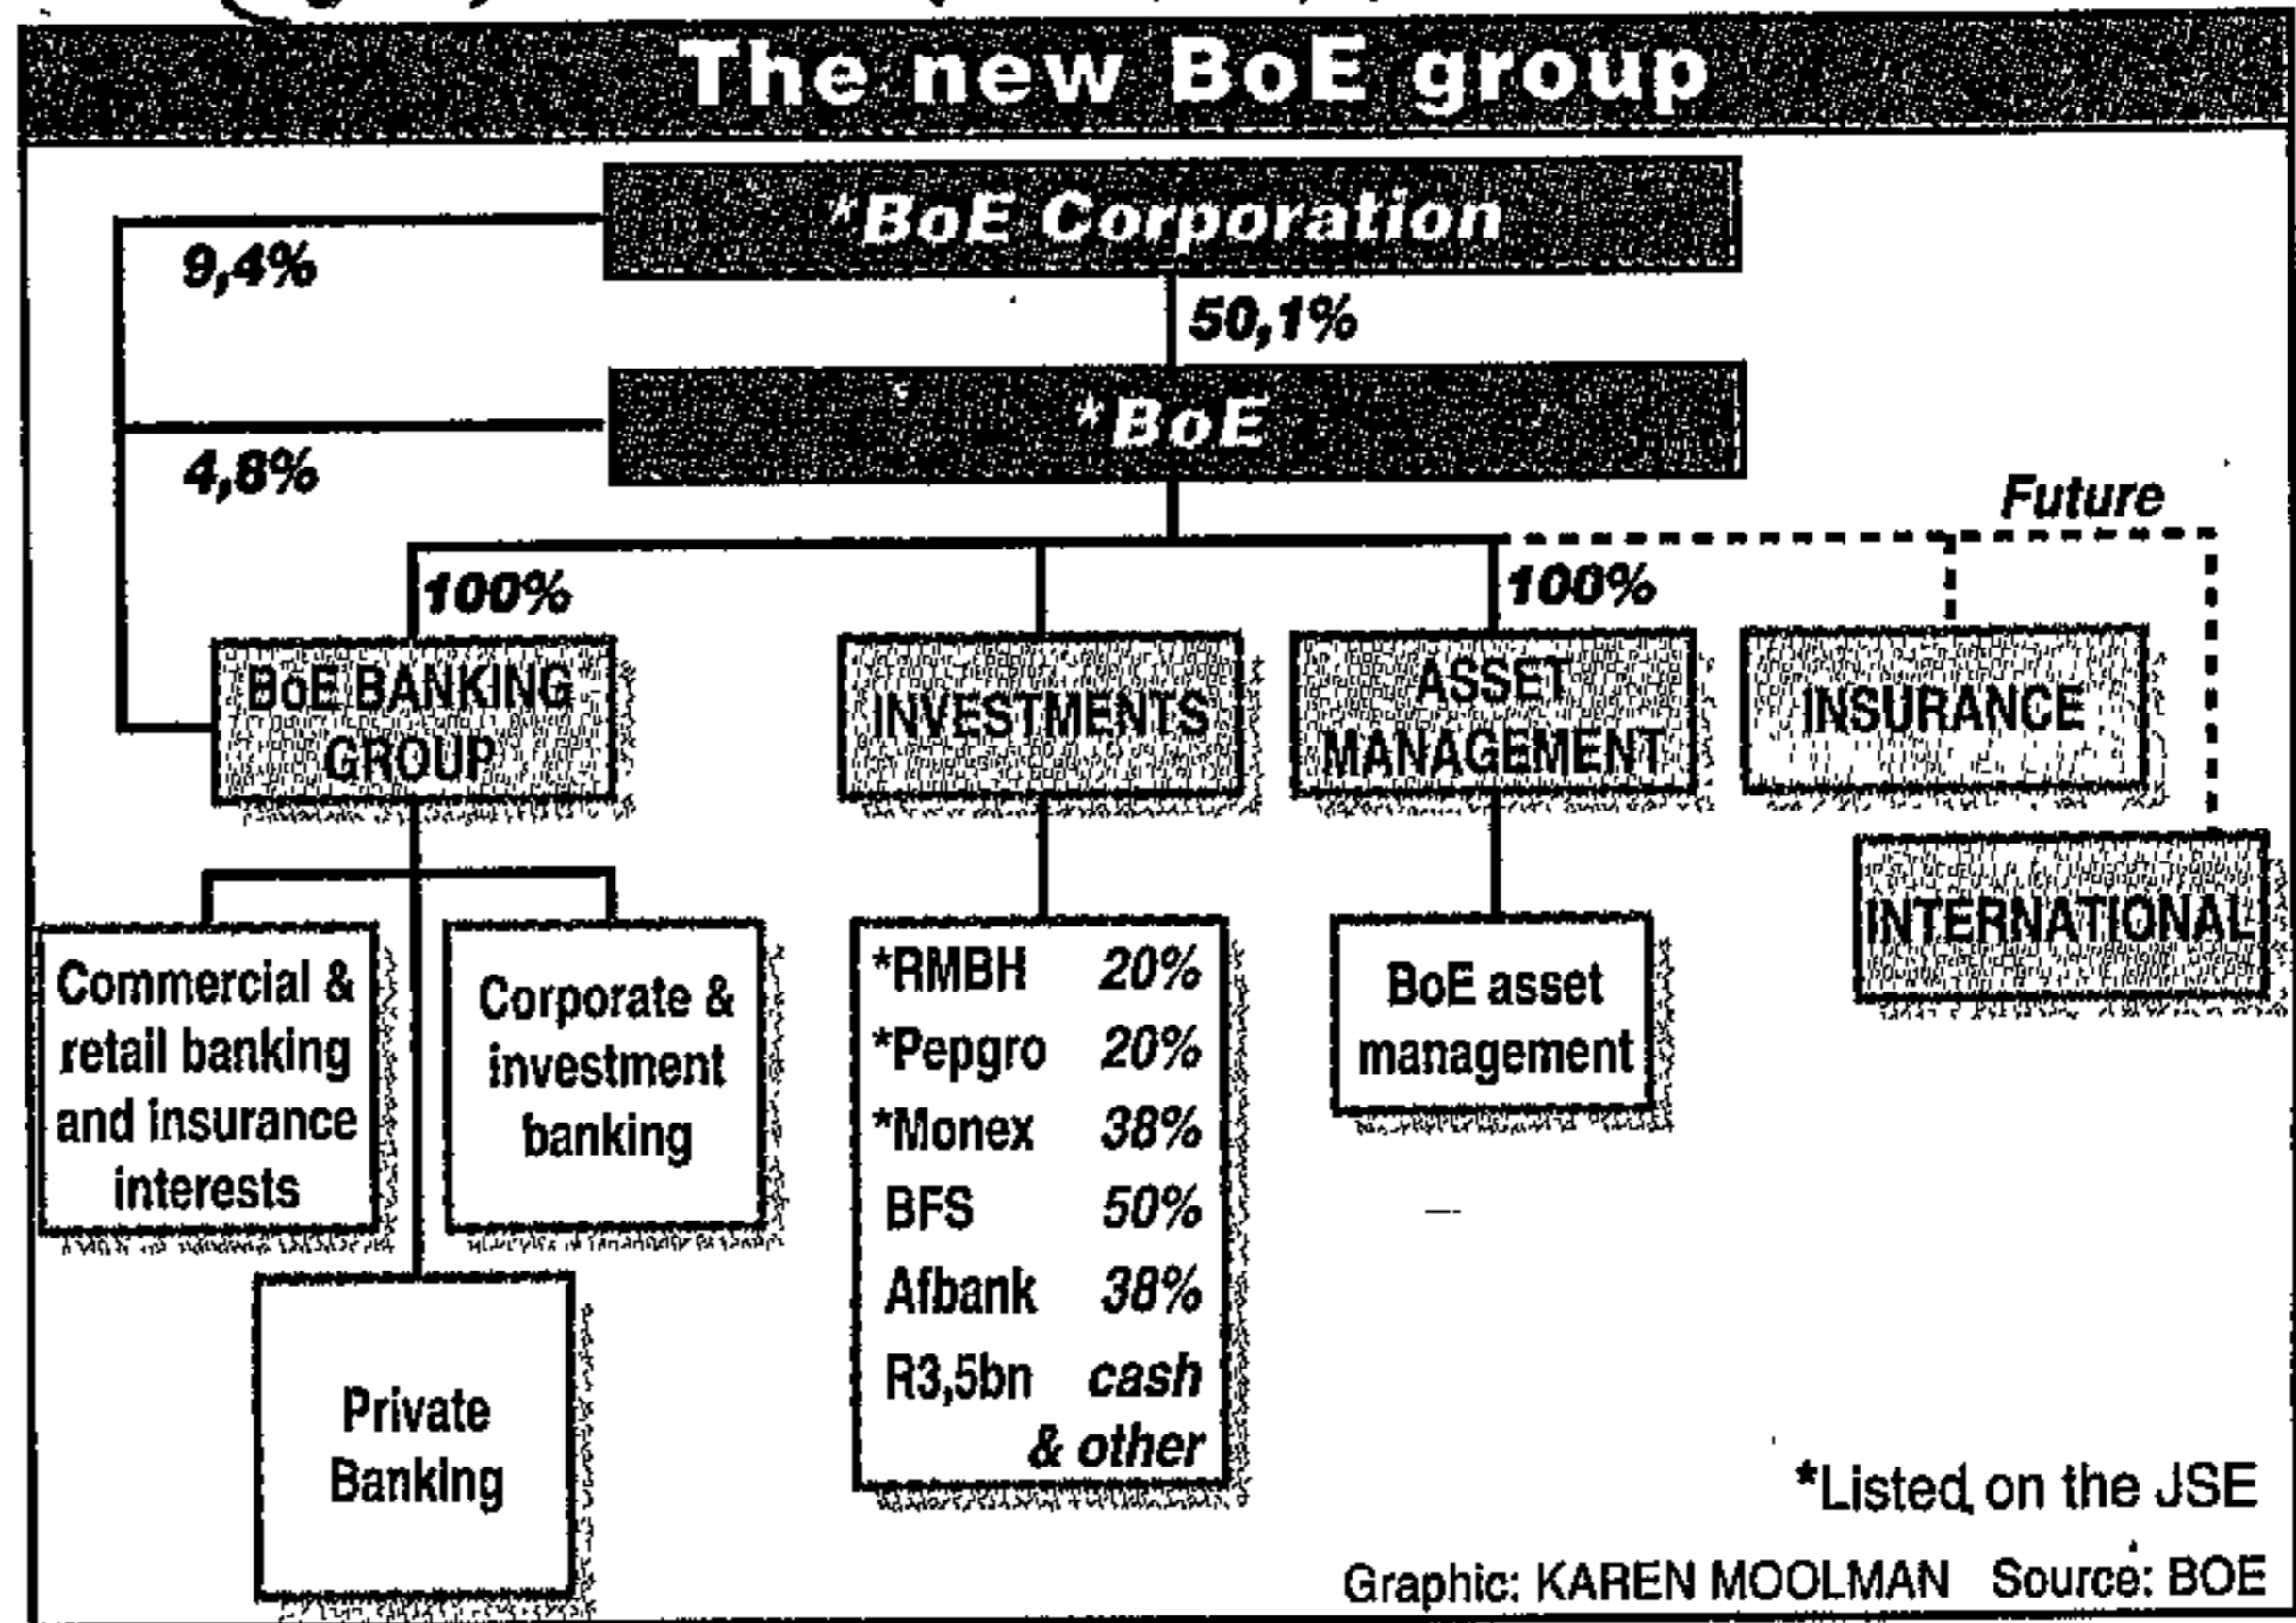 The new BoE group
*BoE Corporation
9,4%
50,1%
*BoE
4,8%
Future
100%
100%
BoE BANKING
GROUP
INVESTMENTS
ASSET
MANAGEMENT
INSURANCE
INTERNATIONAL
Commercial &
retail banking
and insurance
interests
Corporate &
investment
banking
Private
Banking
*RMBH 20%
*Pepgro 20%
*Monex 38%
BFS 50%
Afbank 38%
R3,5bn cash
& other
BoE asset
management
*Listed on the JSE
Graphic: KAREN MOOLMAN Source: BOE